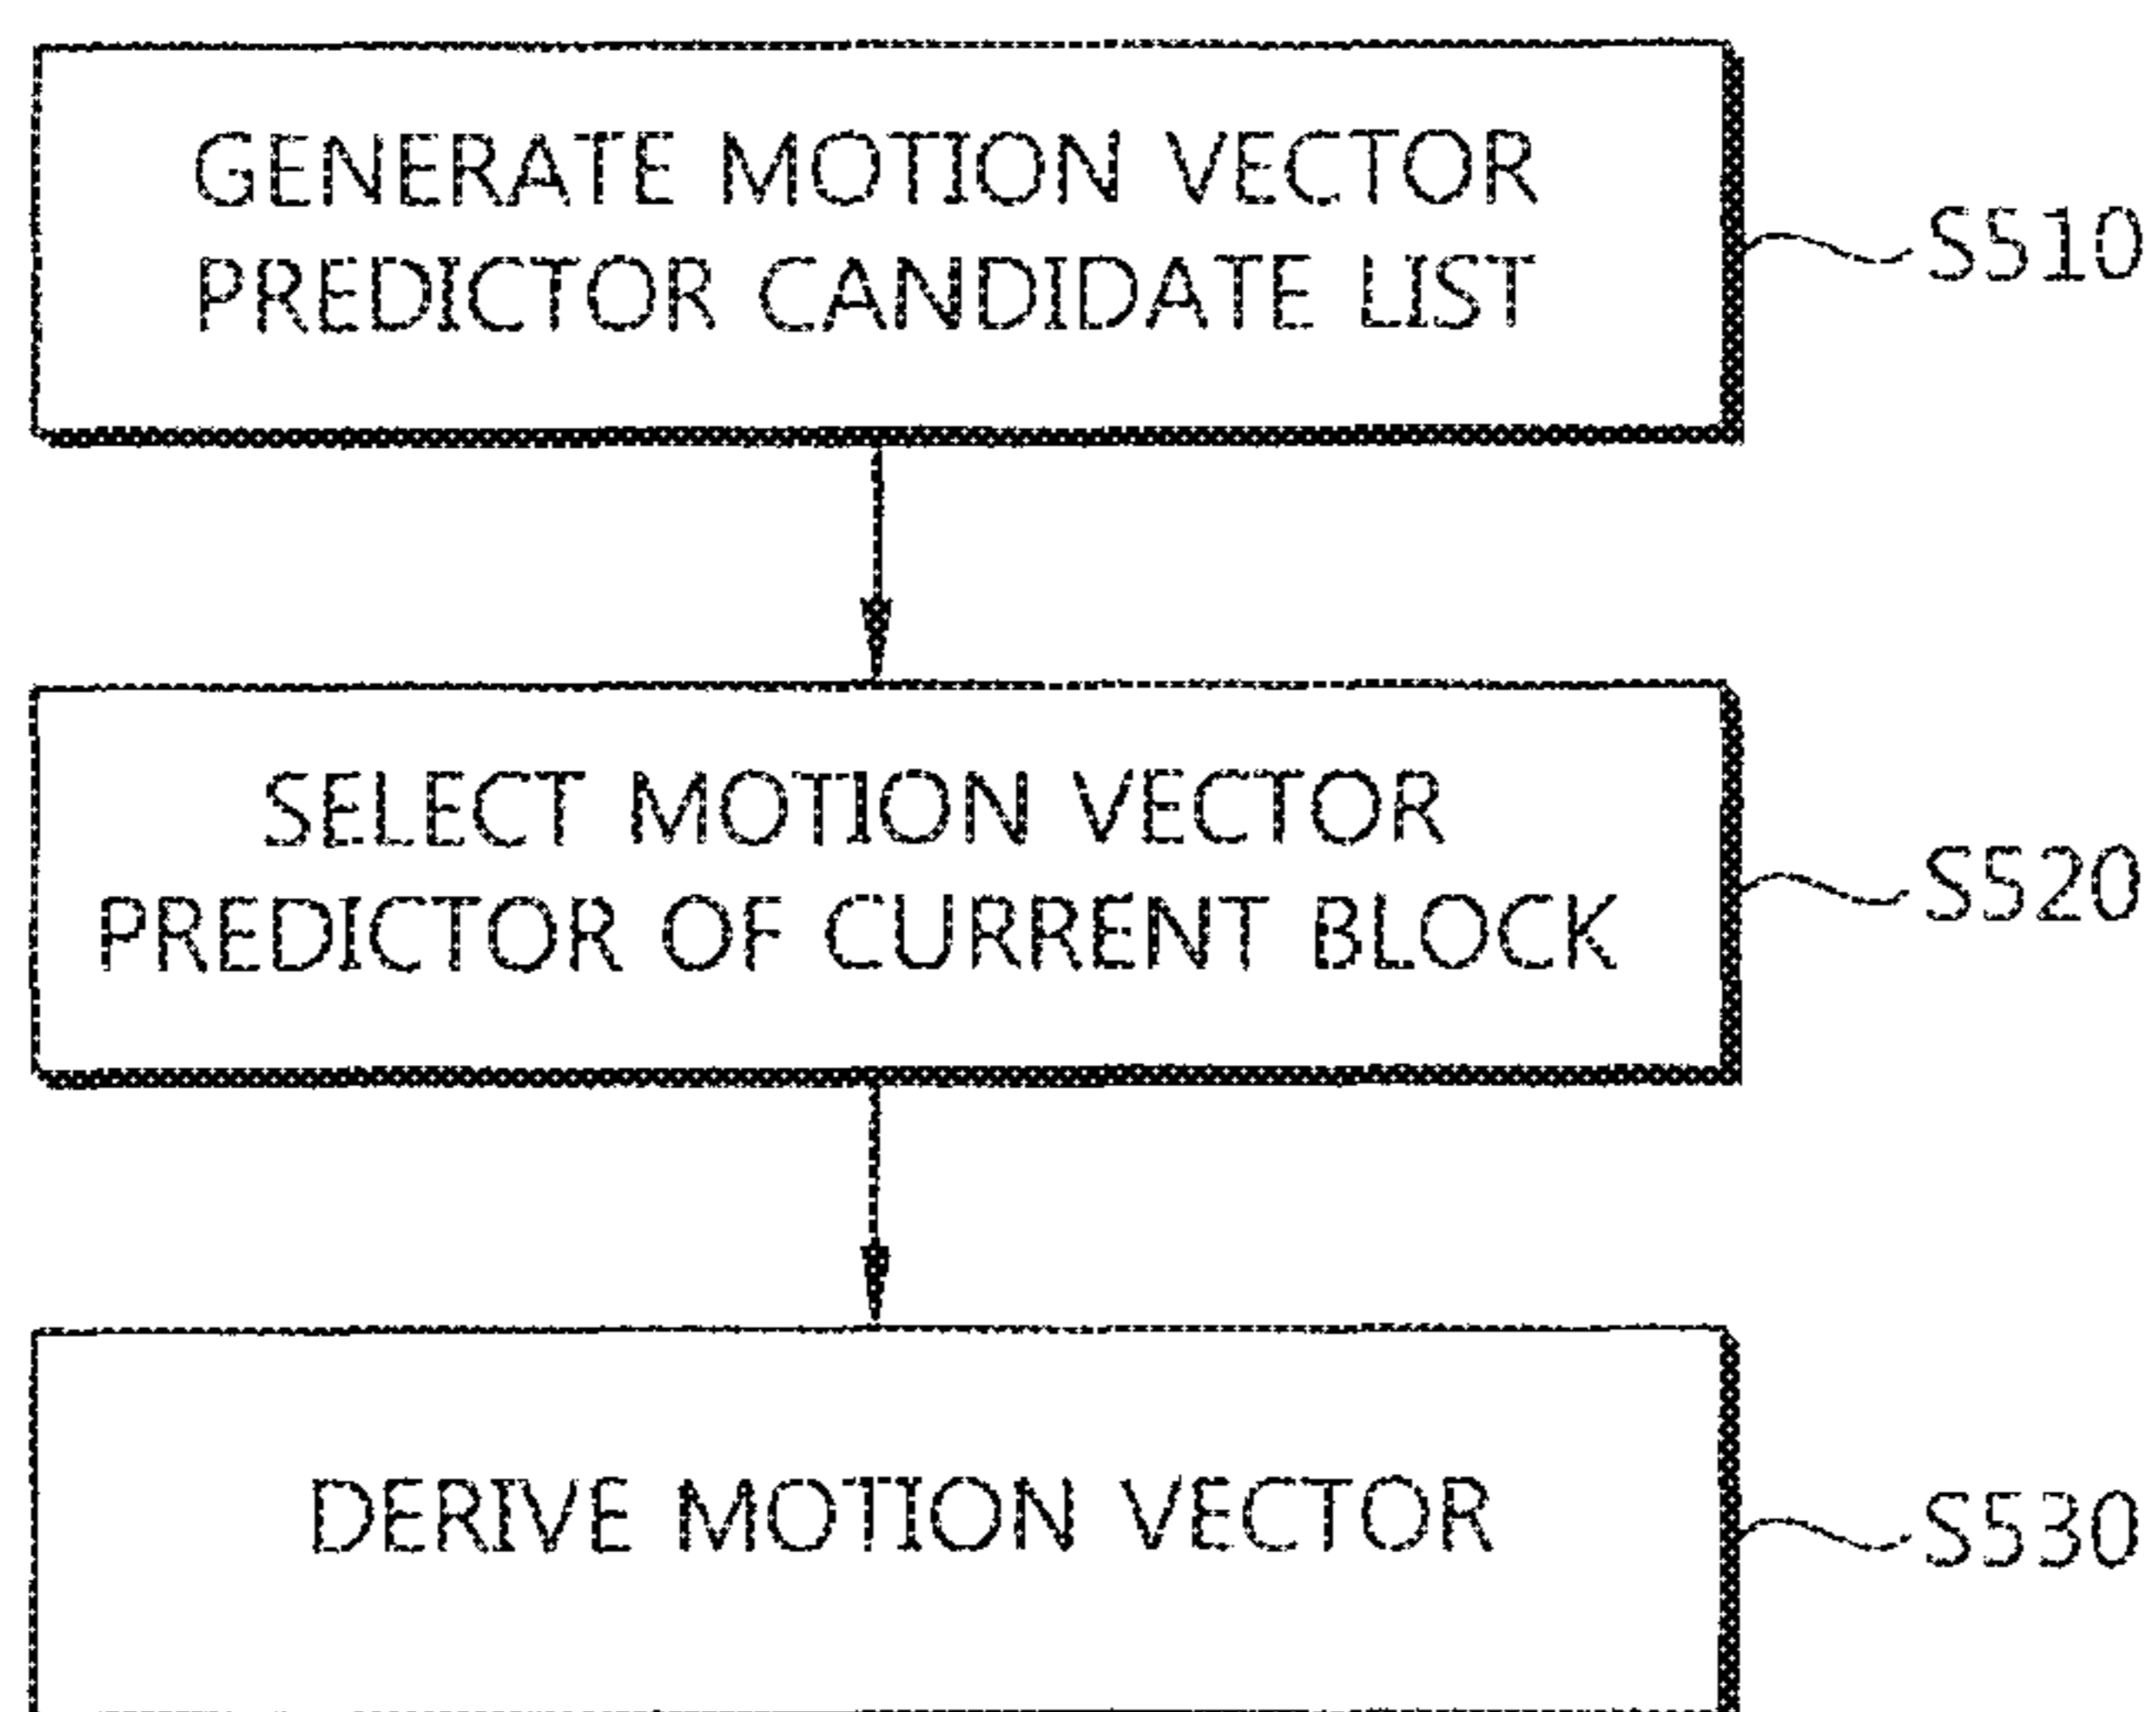 GENERATE MOTION VECTOR
PREDICTOR CANDIDATE LIST
S510
SELECT MOTION VECTOR
PREDICTOR OF CURRENT BLOCK
S520
DERIVE MOTION VECTOR
S530